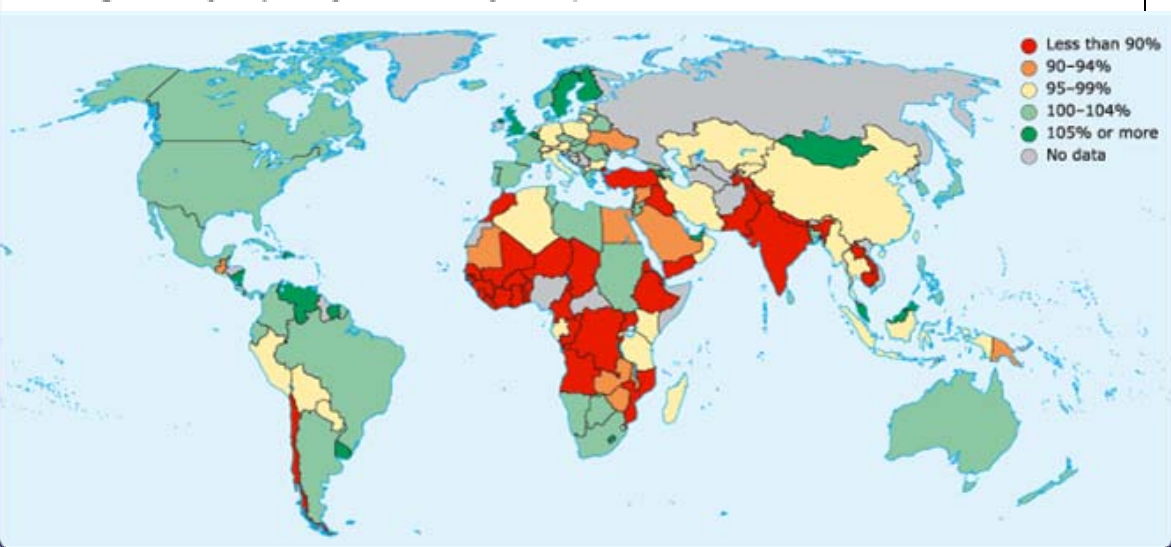 Less than 90%
90–94%
95–99%
100–104%
105% or more
No data